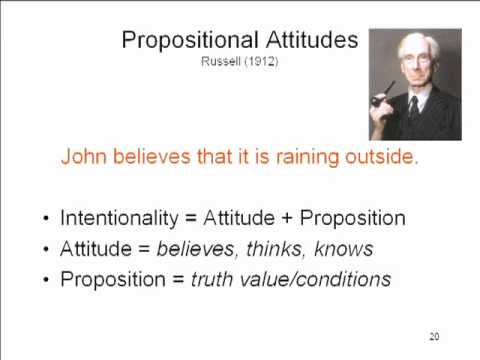 Propositional Attitudes
Russell (1912)
John believes that it is raining outside.
• Intentionality = Attitude + Proposition
• Attitude = believes, thinks, knows
• Proposition = truth value/conditions
20